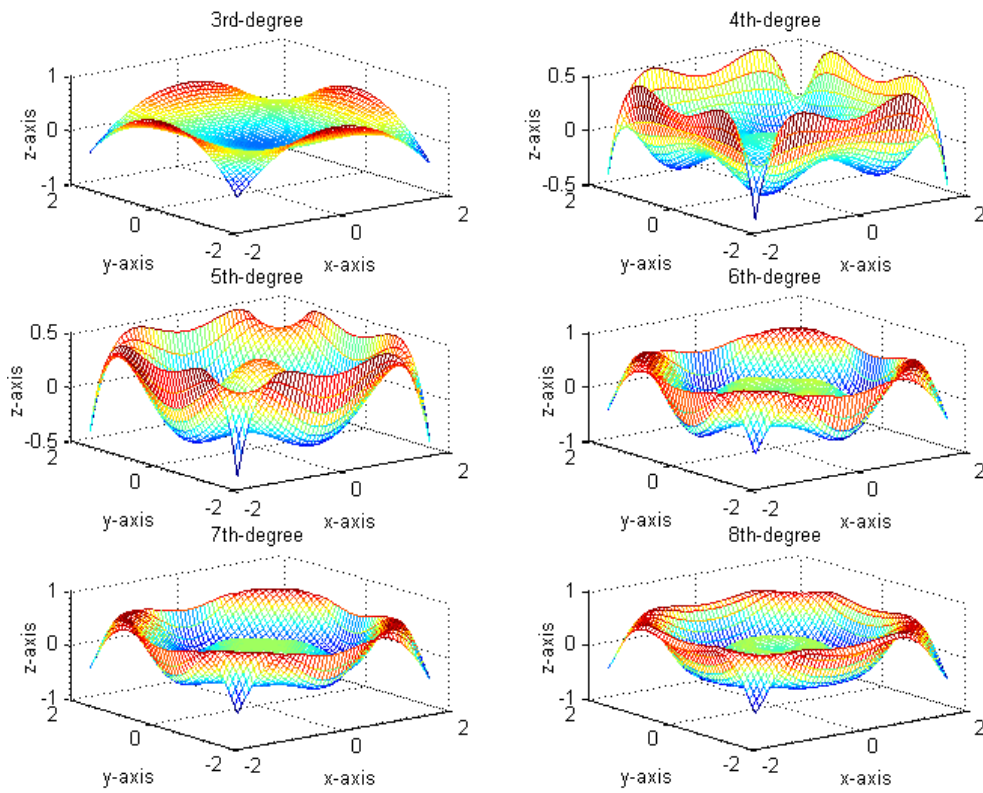 3rd-degree
1
0
-1
z-axis
2
0
-2
y-axis
-2
0
2
x-axis
4th-degree
0.5
0
-0.5
z-axis
2
0
-2
y-axis
-2
0
2
x-axis
5th-degree
0.5
0
-0.5
z-axis
2
0
-2
y-axis
-2
0
2
x-axis
6th-degree
1
0
-1
z-axis
2
0
-2
y-axis
-2
0
2
x-axis
7th-degree
1
0
-1
z-axis
2
0
-2
y-axis
-2
0
2
x-axis
8th-degree
1
0
-1
z-axis
2
0
-2
y-axis
-2
0
2
x-axis